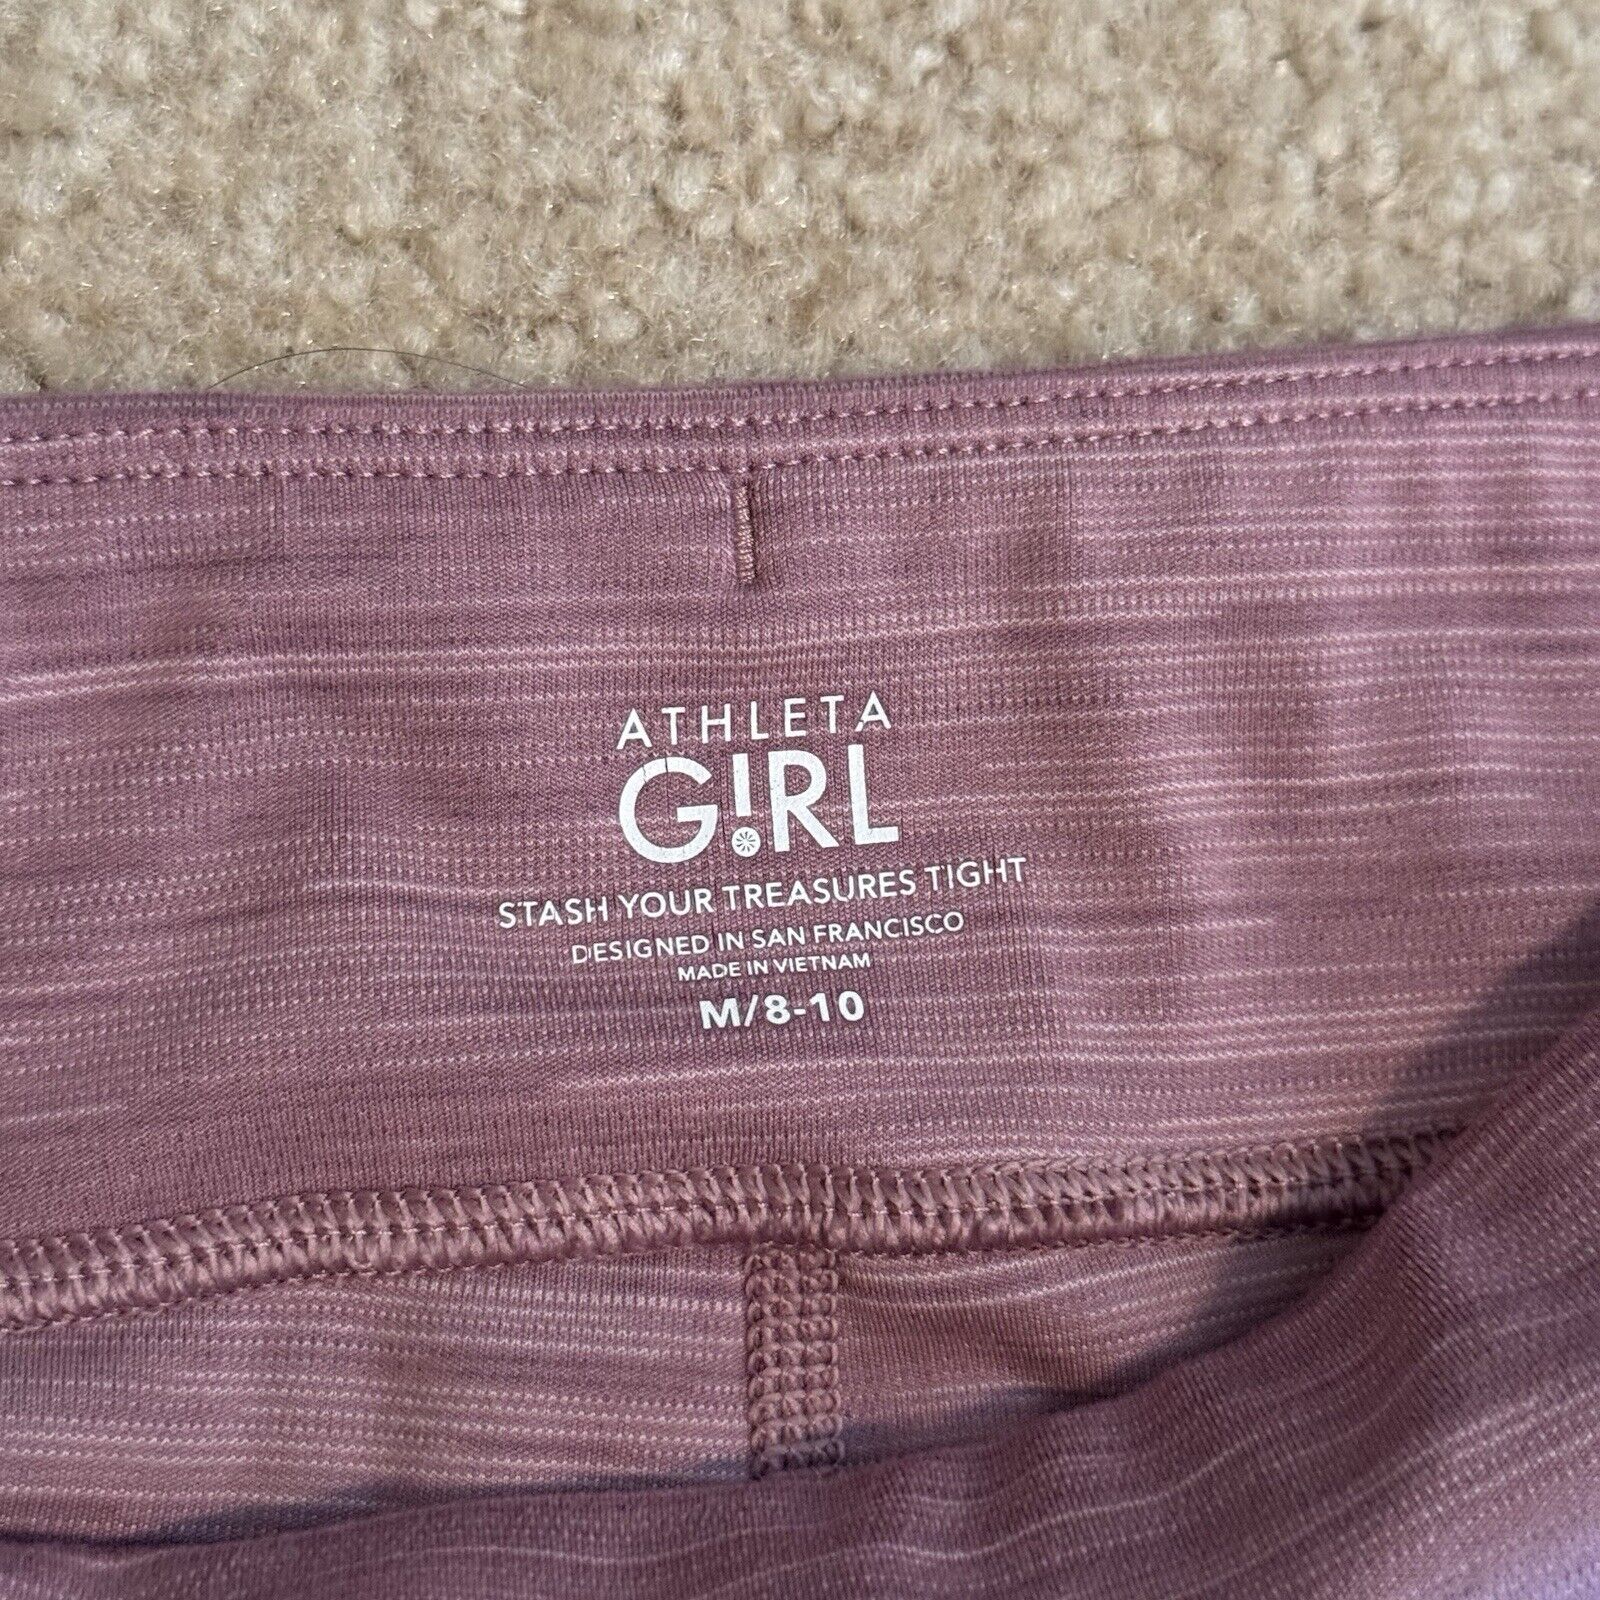 ATHLETA
G!RL
STASH YOUR TREASURES TIGHT
DESIGNED IN SAN FRANCISCO
MADE IN VIETNAM
M/8-10